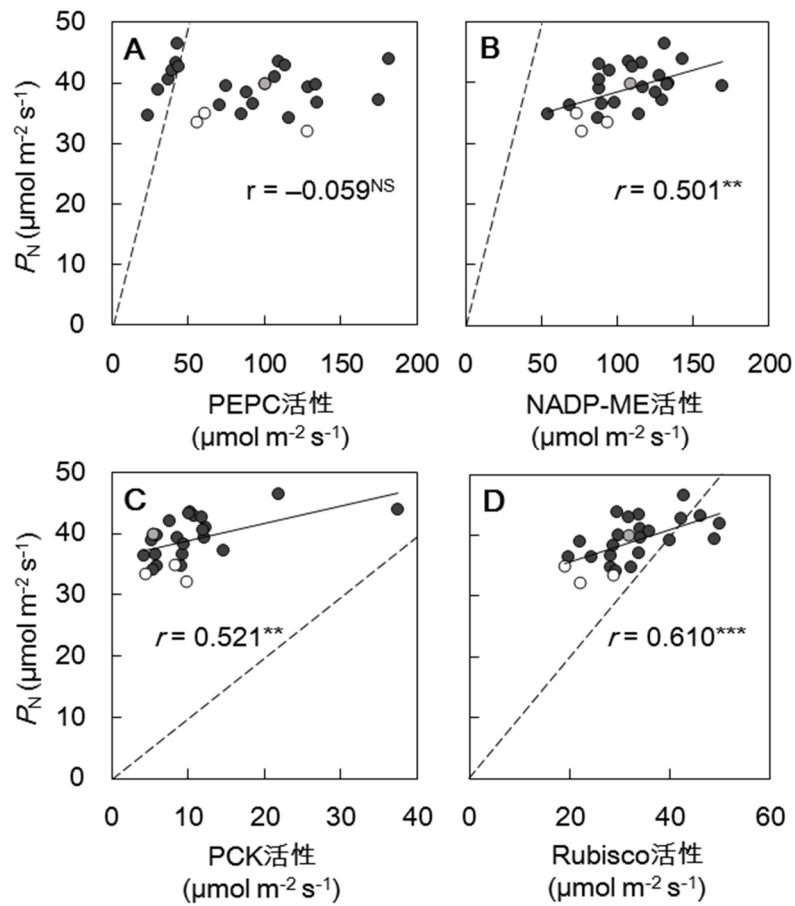 A
50
40
30
20
10
0
P_N (µmol m⁻² s⁻¹)
r = –0.059^NS
0 50 100 150 200
PEPC活性
(µmol m⁻² s⁻¹)
B
r = 0.501**
0 50 100 150 200
NADP-ME活性
(µmol m⁻² s⁻¹)
C
50
40
30
20
10
0
P_N (µmol m⁻² s⁻¹)
r = 0.521**
0 10 20 30 40
PCK活性
(µmol m⁻² s⁻¹)
D
r = 0.610***
0 20 40 60
Rubisco活性
(µmol m⁻² s⁻¹)